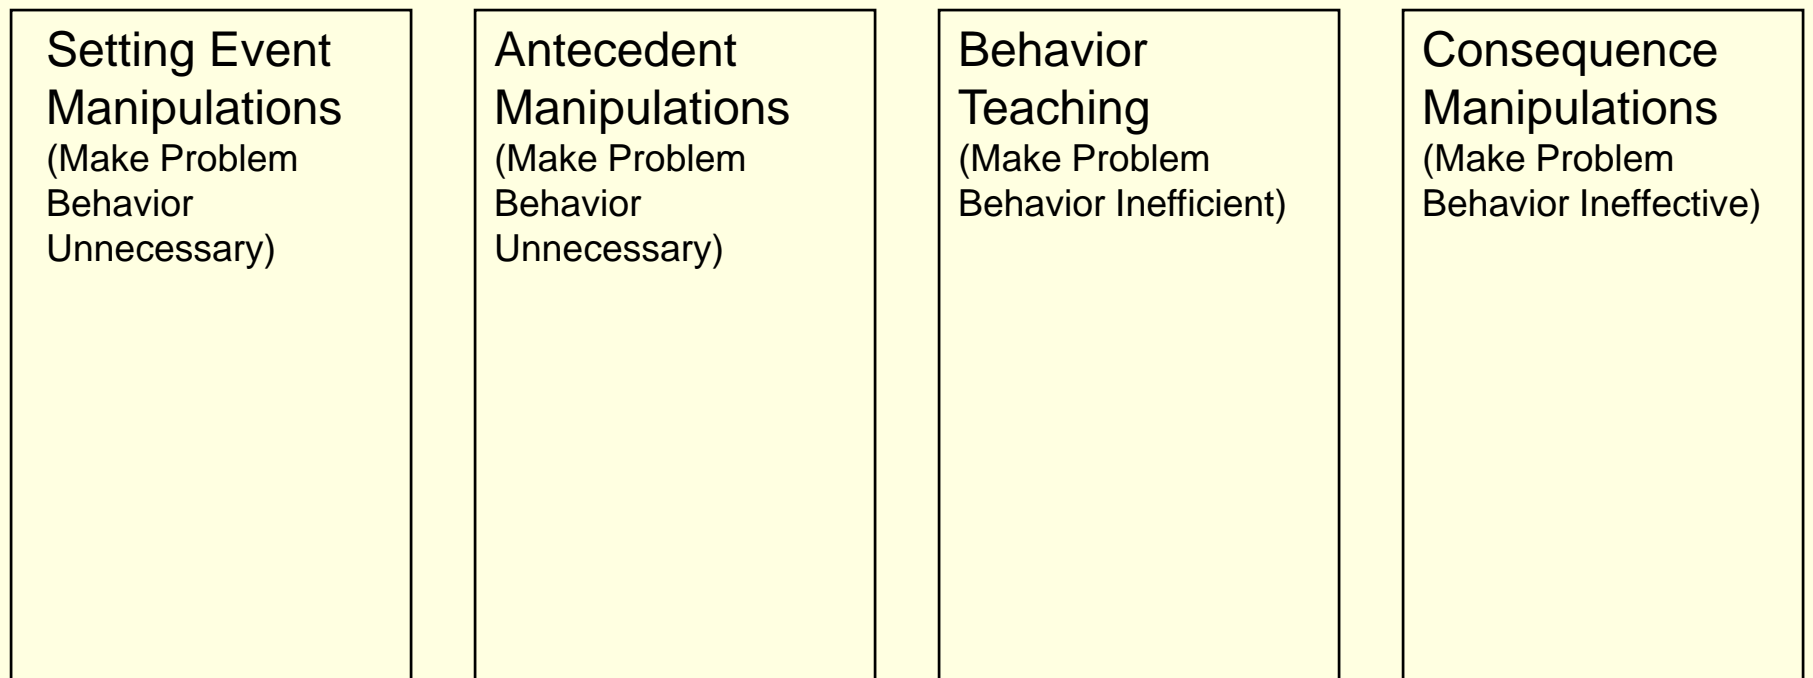 Setting Event
Manipulations
(Make Problem
Behavior
Unnecessary)
Antecedent
Manipulations
(Make Problem
Behavior
Unnecessary)
Behavior
Teaching
(Make Problem
Behavior Inefficient)
Consequence
Manipulations
(Make Problem
Behavior Ineffective)